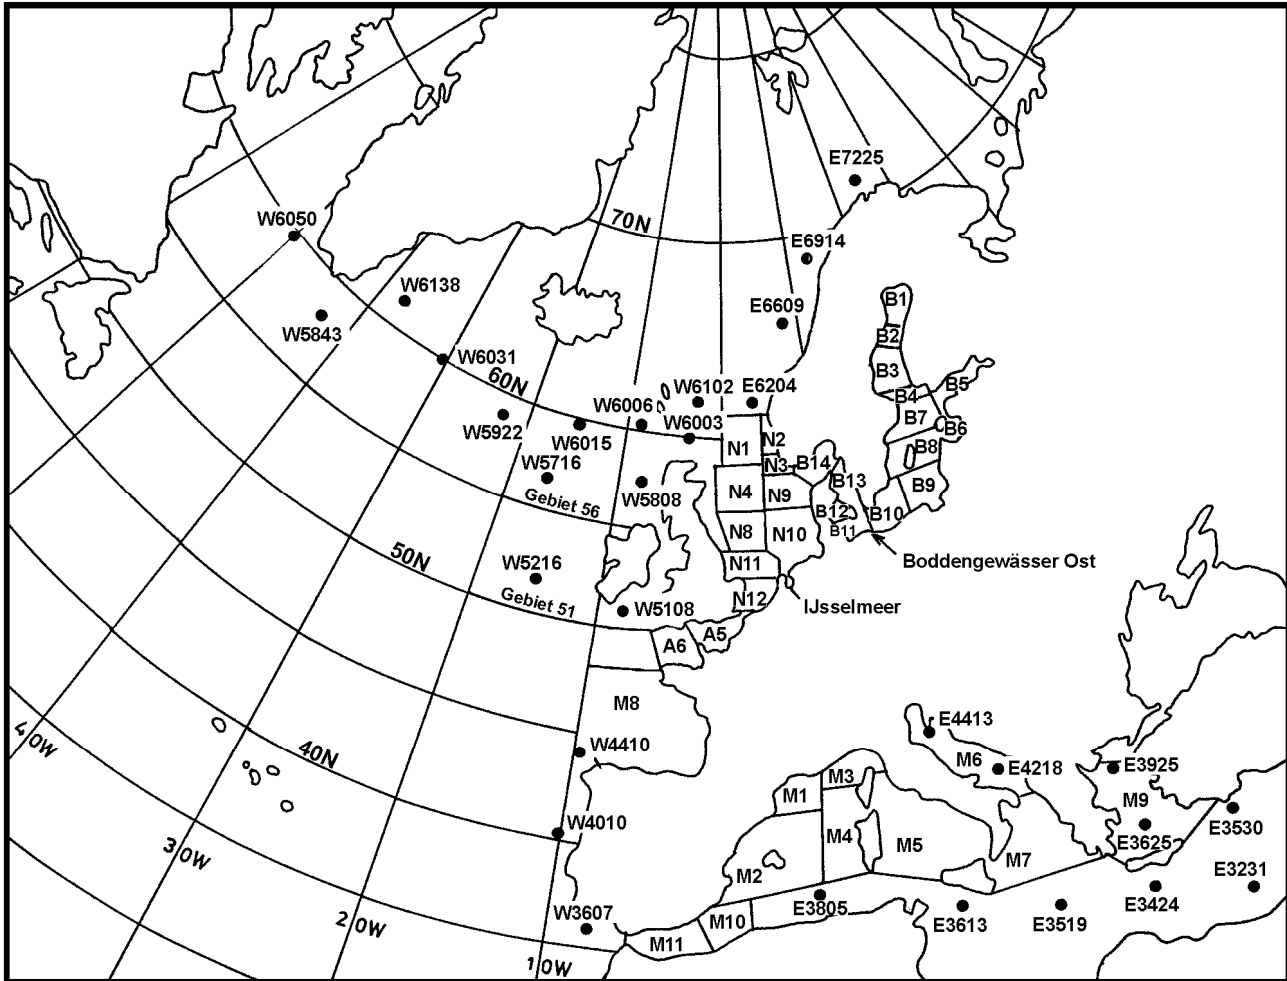 E7225
W6050
70N
E6914
W6138
B1
E6609
W5843
B2
W6031
B3
B5
60N
W6102
E6204
B4
W6006
B7
W5922
W6003
B6
W6015
N1
N2
B8
W5716
N3
B14
B13
B9
W5808
N4
N9
Gebiet 56
B12
B10
N8
N10
B11
50N
N11
Boddengewässer Ost
W5216
Gebiet 51
N12
IJsselmeer
W5108
A5
A6
M8
E4413
40W
W4410
40N
M6
E4218
E3925
M3
M1
M9
W4010
M4
E3530
E3625
M5
30W
M7
M2
E3231
W3607
E3805
E3424
20W
M10
E3613
E3519
M11
10W